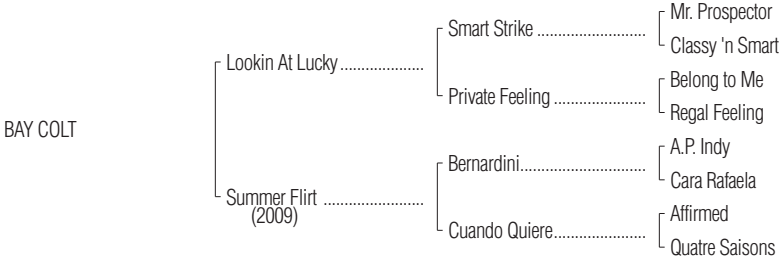 Mr. Prospector
Smart Strike ..........................
Classy 'n Smart
Lookin At Lucky ....................
Belong to Me
Private Feeling ......................
Regal Feeling
BAY COLT
A.P. Indy
Bernardini ..............................
Cara Rafaela
Summer Flirt ........................
(2009)
Affirmed
Cuando Quiere ......................
Quatre Saisons